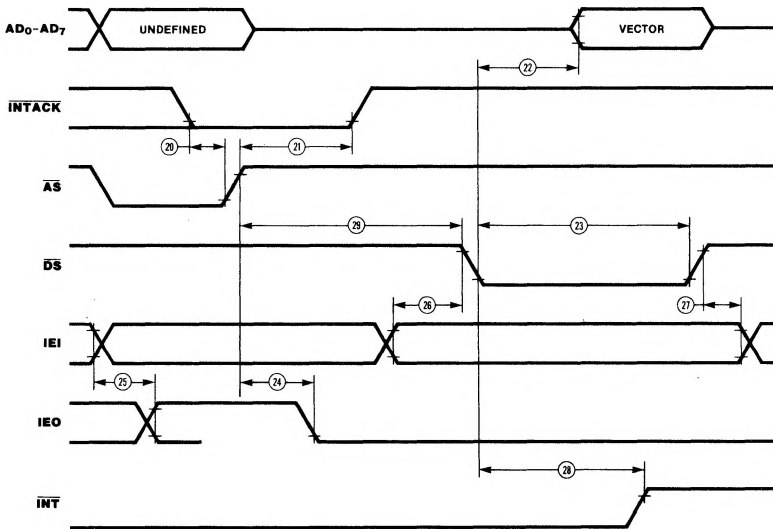 AD₀–AD₇ UNDEFINED VECTOR
22
INTACK
20 21
AS
29 23
DS
26 27
IEI
25 24
IEO
28
INT